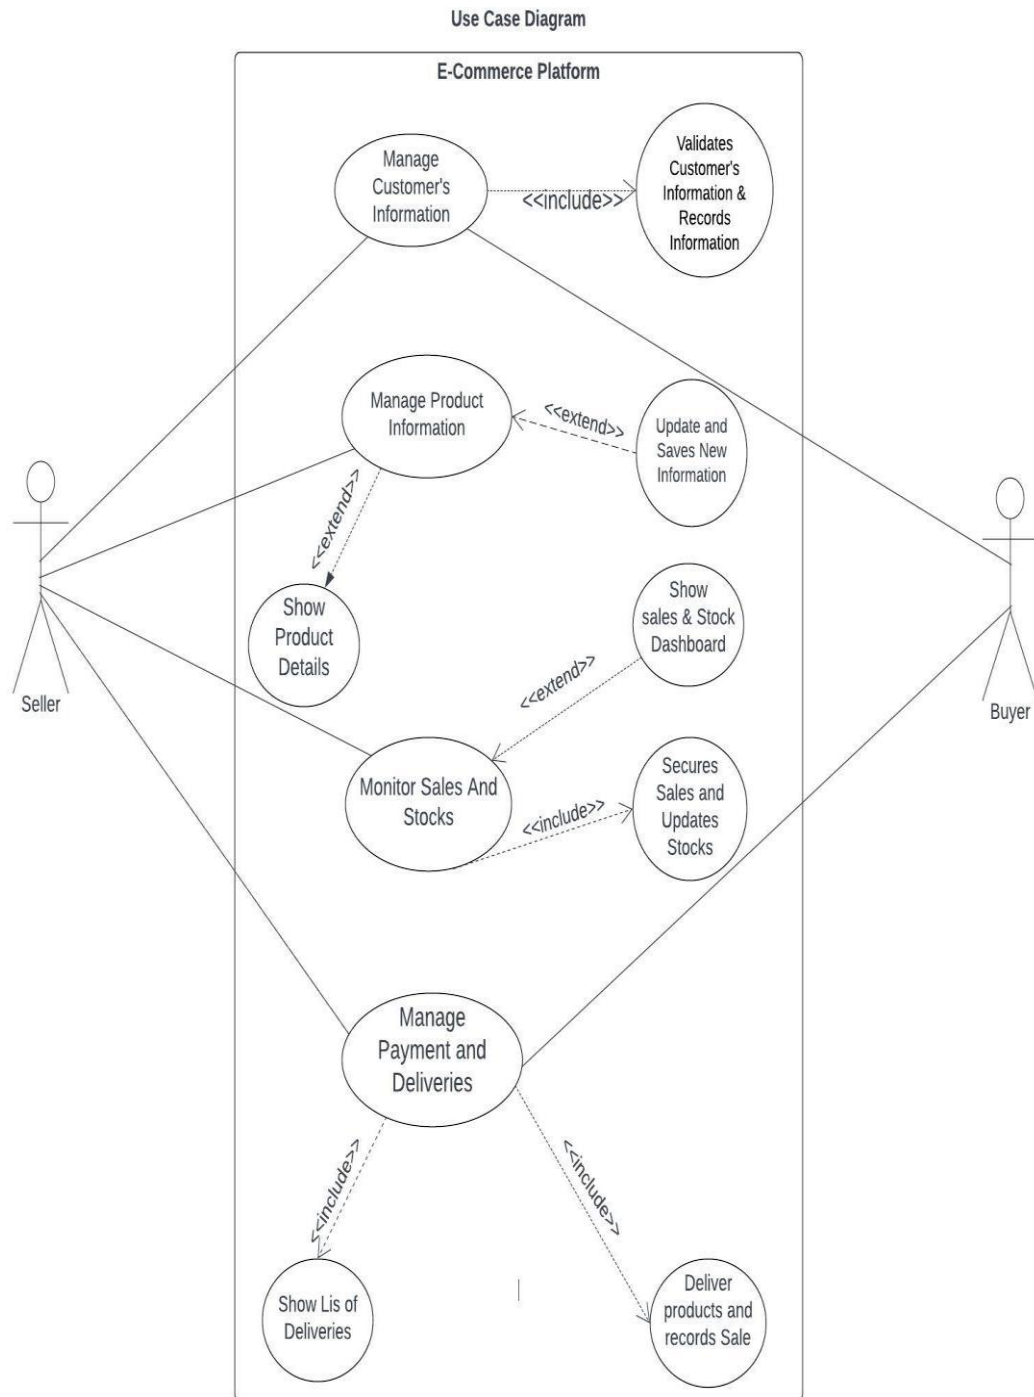 Use Case Diagram
E-Commerce Platform
Manage
Customer's
Information
<<include>>
Validates
Customer's
Information &
Records
Information
Manage Product
Information
<<extend>>
Update and
Saves New
Information
<<extend>>
Show
Product
Details
Show
sales & Stock
Dashboard
<<extend>>
Seller
Buyer
Monitor Sales And
Stocks
<<include>>
Secures
Sales and
Updates
Stocks
Manage
Payment and
Deliveries
<<include>>
<<include>>
Show Lis of
Deliveries
Deliver
products and
records Sale